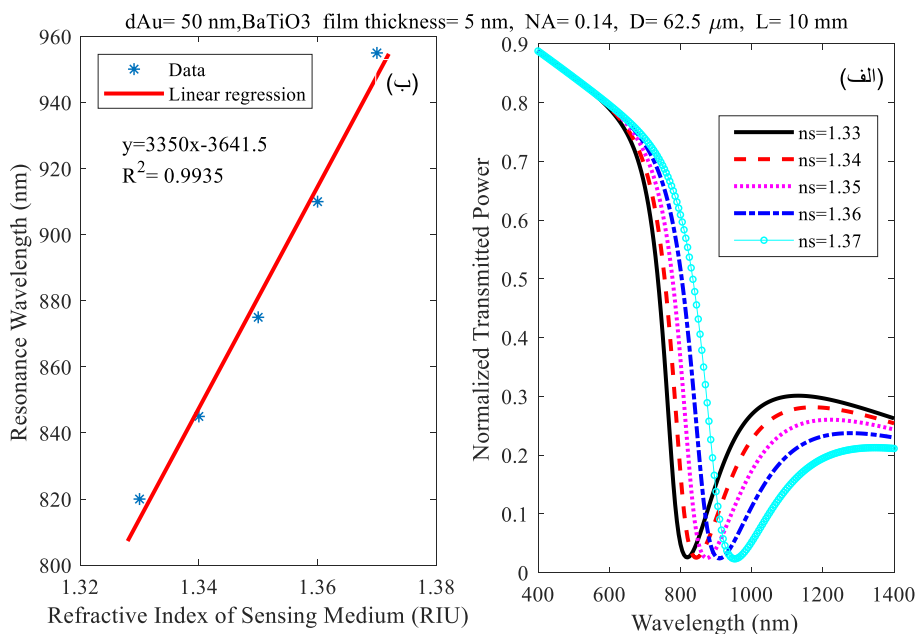 dAu= 50 nm,BaTiO3 film thickness= 5 nm, NA= 0.14, D= 62.5 μm, L= 10 mm
960
940
920
900
880
860
840
820
800
1.32
1.34
1.36
1.38
Resonance Wavelength (nm)
Refractive Index of Sensing Medium (RIU)
Data
Linear regression
(ب)
y=3350x-3641.5
R²= 0.9935
0.9
0.8
0.7
0.6
0.5
0.4
0.3
0.2
0.1
0
400
600
800
1000
1200
1400
Normalized Transmitted Power
Wavelength (nm)
(الف)
ns=1.33
ns=1.34
ns=1.35
ns=1.36
ns=1.37